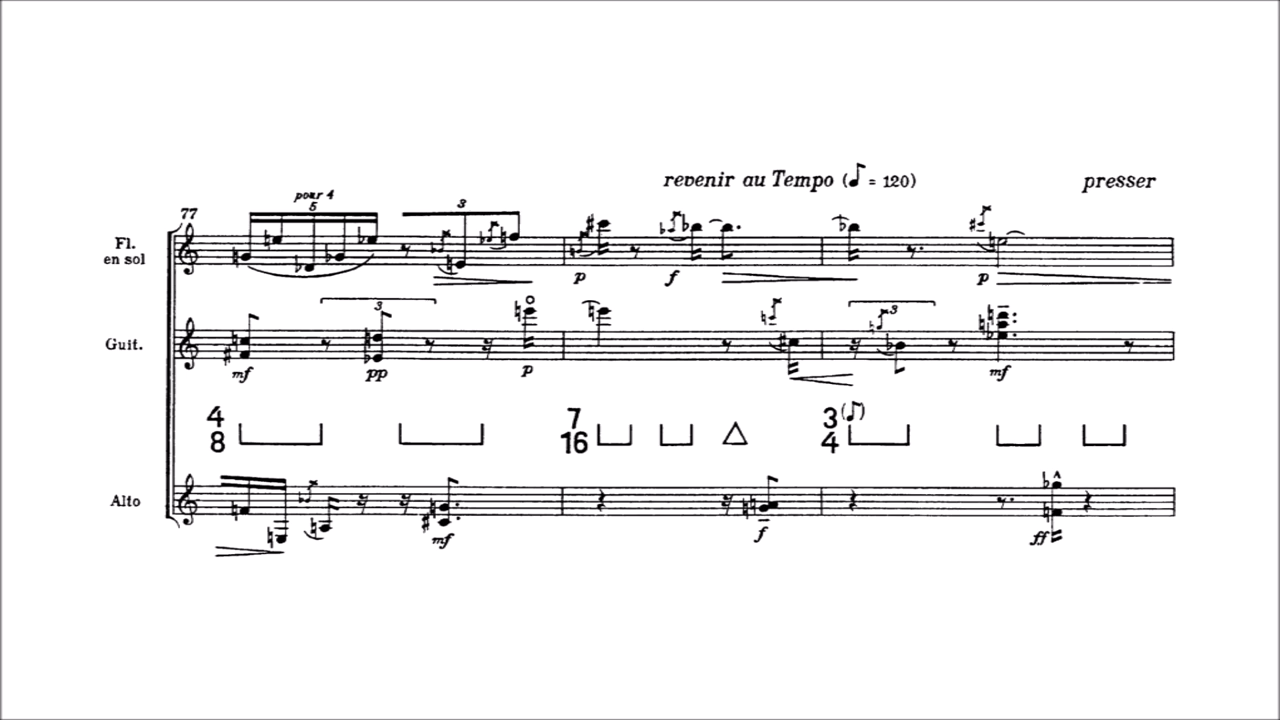 revenir au Tempo (♪ = 120) presser
pour 4
77 5 3
Fl.
en sol
p f p
3 3
Guit.
mf pp p mf
4 7 3 (♪)
8 16 4
Alto
mf f ff